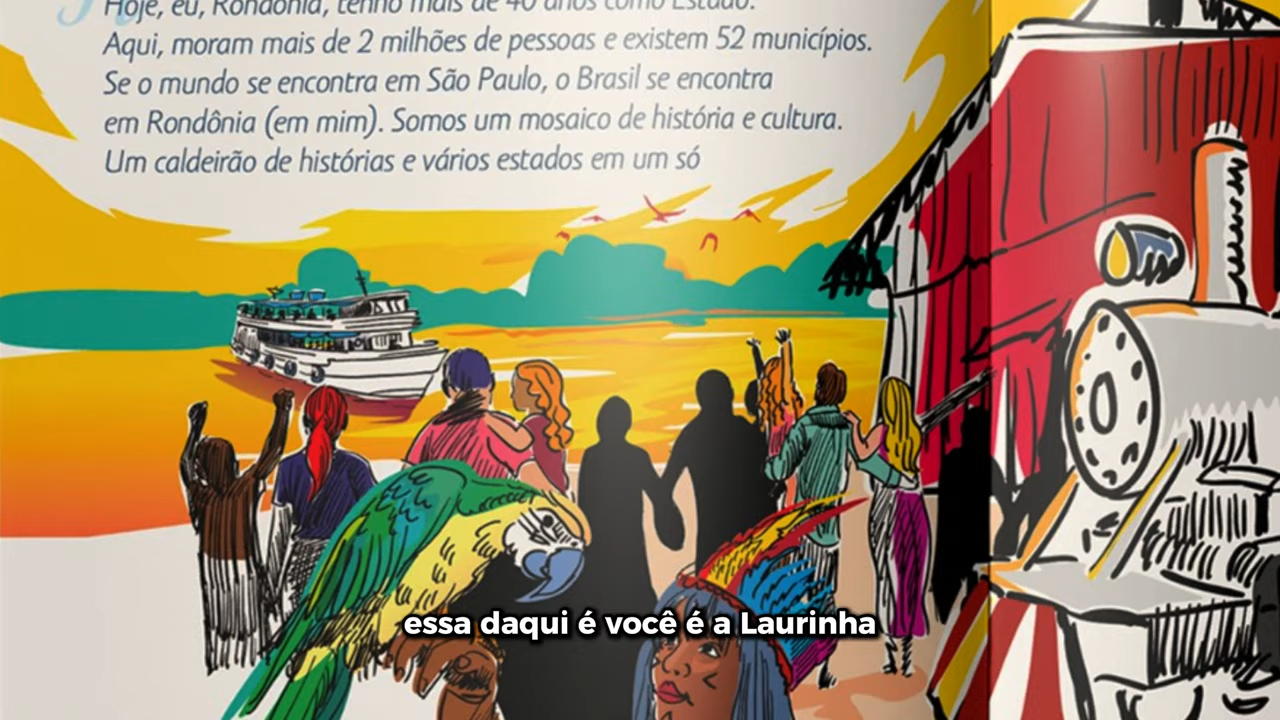 Hoje, eu, Rondônia, tenho mais de 40 anos como Estado.
Aqui, moram mais de 2 milhões de pessoas e existem 52 municípios.
Se o mundo se encontra em São Paulo, o Brasil se encontra
em Rondônia (em mim). Somos um mosaico de história e cultura.
Um caldeirão de histórias e vários estados em um só
essa daqui é você é a Laurinha